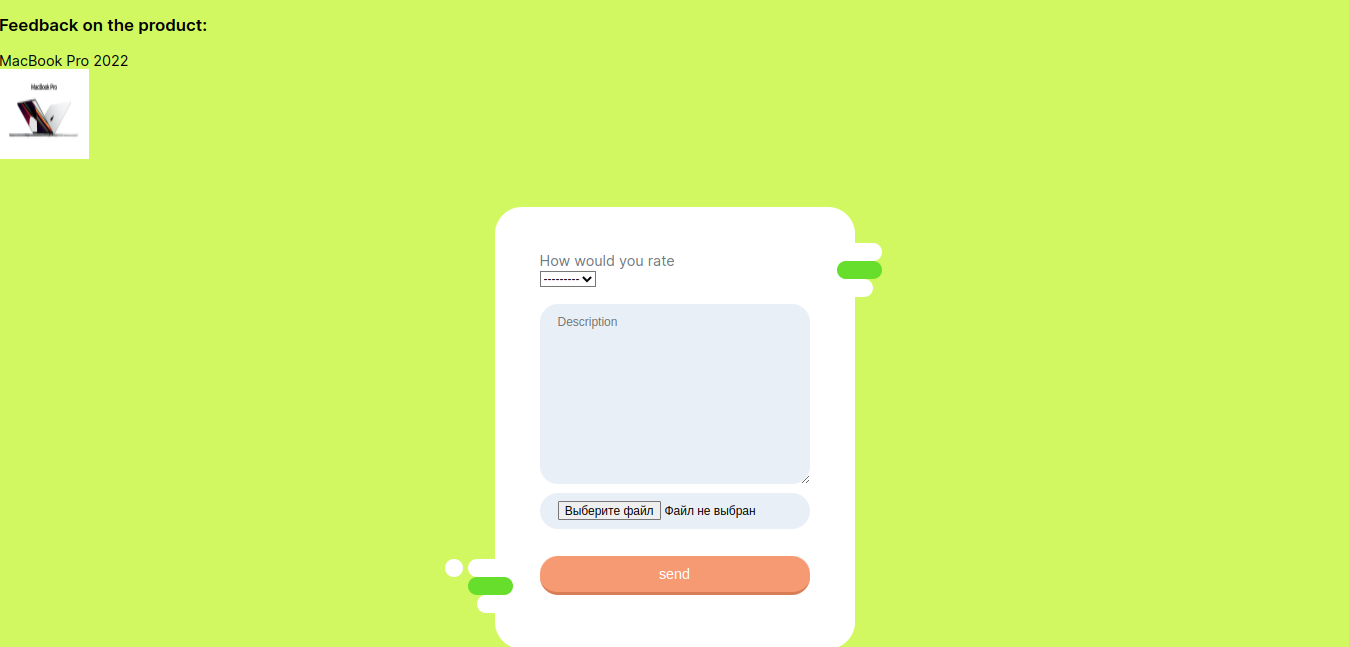 Feedback on the product:
MacBook Pro 2022
MacBook Pro
How would you rate
---------
Description
Выберите файл Файл не выбран
send